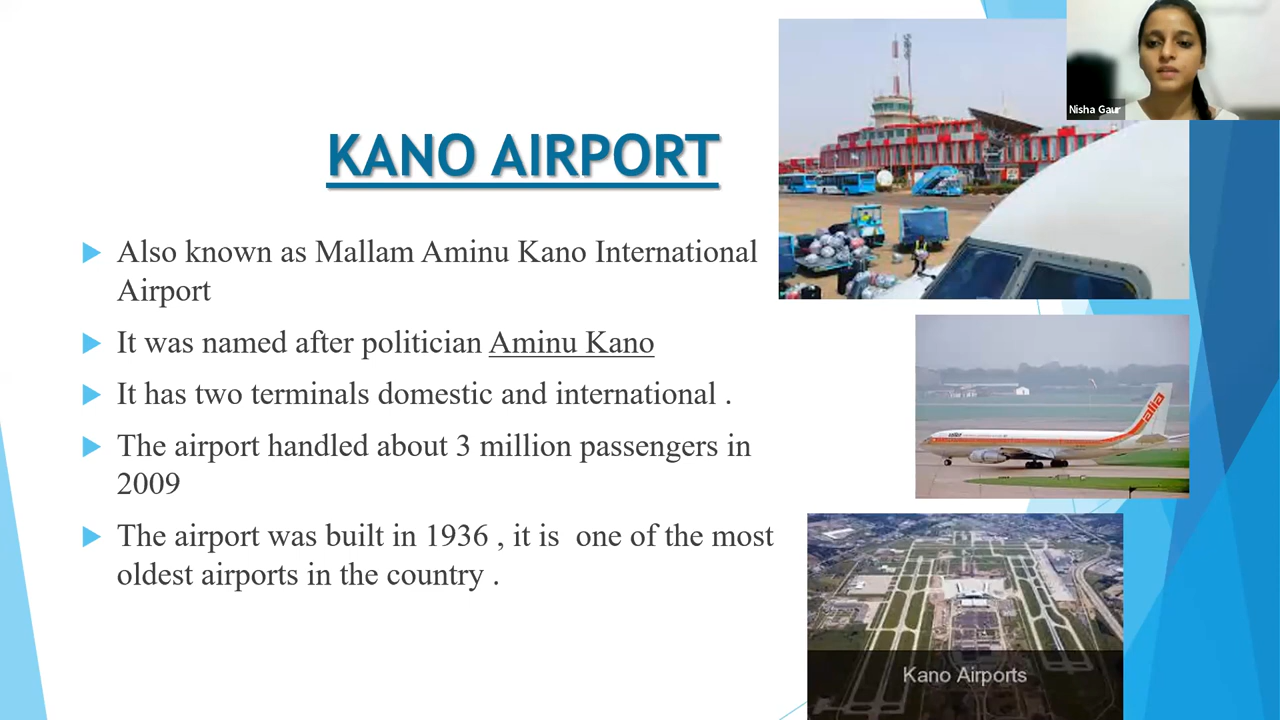 Nisha Gaur
KANO AIRPORT
Also known as Mallam Aminu Kano International
Airport
It was named after politician Aminu Kano
It has two terminals domestic and international .
The airport handled about 3 million passengers in
2009
The airport was built in 1936 , it is  one of the most
oldest airports in the country .
alia
Kano Airports